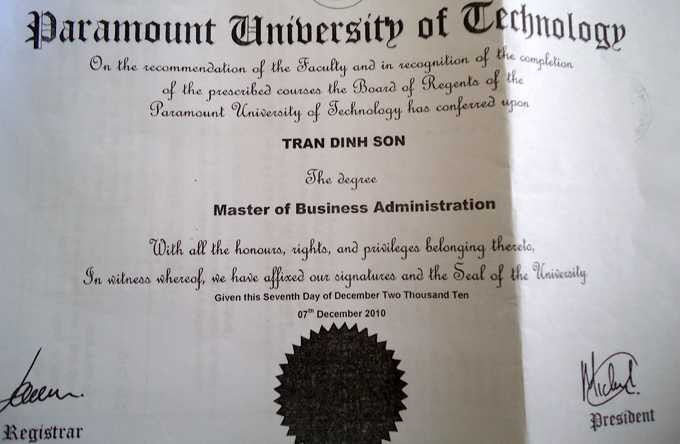 Paramount University of Technology
On the recommendation of the Faculty and in recognition of the completion
of the prescribed courses the Board of Regents of the
Paramount University of Technology has conferred upon
TRAN DINH SON
The degree
Master of Business Administration
With all the honours, rights, and privileges belonging thereto,
In witness whereof, we have affixed our signatures and the Seal of the University
Given this Seventh Day of December Two Thousand Ten
07th December 2010
Registrar
President